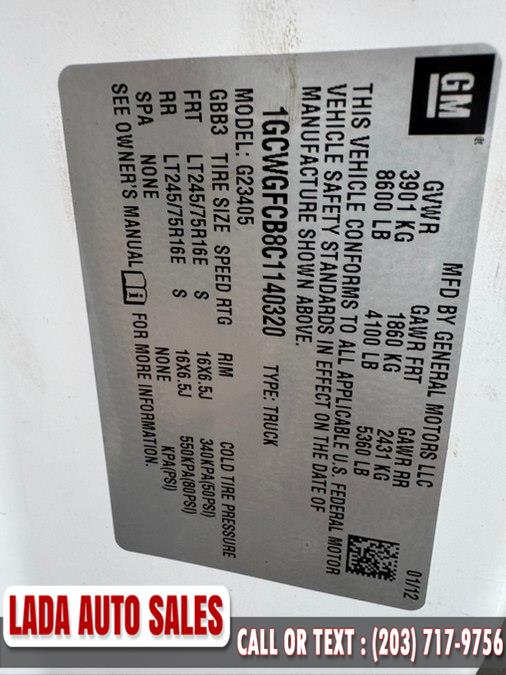 GM
MFD BY GENERAL MOTORS LLC
01/12
GVWR GAWR FRT GAWR RR
3901 KG 1860 KG 2431 KG
8600 LB 4100 LB 5360 LB
THIS VEHICLE CONFORMS TO ALL APPLICABLE U.S. FEDERAL MOTOR
VEHICLE SAFETY STANDARDS IN EFFECT ON THE DATE OF
MANUFACTURE SHOWN ABOVE.
1GCWGFCB8C1140320 TYPE: TRUCK
MODEL: G23405
GBB3 TIRE SIZE SPEED RTG RIM COLD TIRE PRESSURE
FRT LT245/75R16E S 16X6.5J 340KPA(50PSI)
RR LT245/75R16E S 16X6.5J 550KPA(80PSI)
SPA NONE NONE KPA(PSI)
SEE OWNER'S MANUAL FOR MORE INFORMATION.
LADA AUTO SALES
CALL OR TEXT : (203) 717-9756